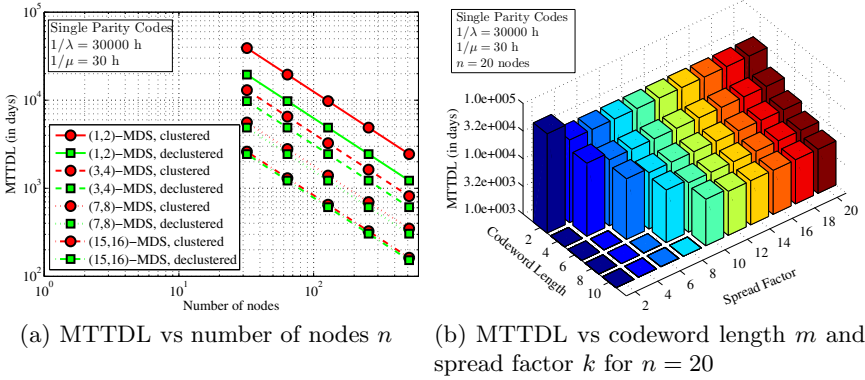 Single Parity Codes
1/λ = 30000 h
1/μ = 30 h
MTTDL (in days)
10^5
10^4
10^3
10^2
(1,2)−MDS, clustered
(1,2)−MDS, declustered
(3,4)−MDS, clustered
(3,4)−MDS, declustered
(7,8)−MDS, clustered
(7,8)−MDS, declustered
(15,16)−MDS, clustered
(15,16)−MDS, declustered
10^0 10^1 10^2
Number of nodes
(a) MTTDL vs number of nodes n
Single Parity Codes
1/λ = 30000 h
1/μ = 30 h
n = 20 nodes
MTTDL (in days)
1.0e+005
3.2e+004
1.0e+004
3.2e+003
1.0e+003
2 4 6 8 10
Codeword Length
2 4 6 8 10 12 14 16 18 20
Spread Factor
(b) MTTDL vs codeword length m and
spread factor k for n = 20